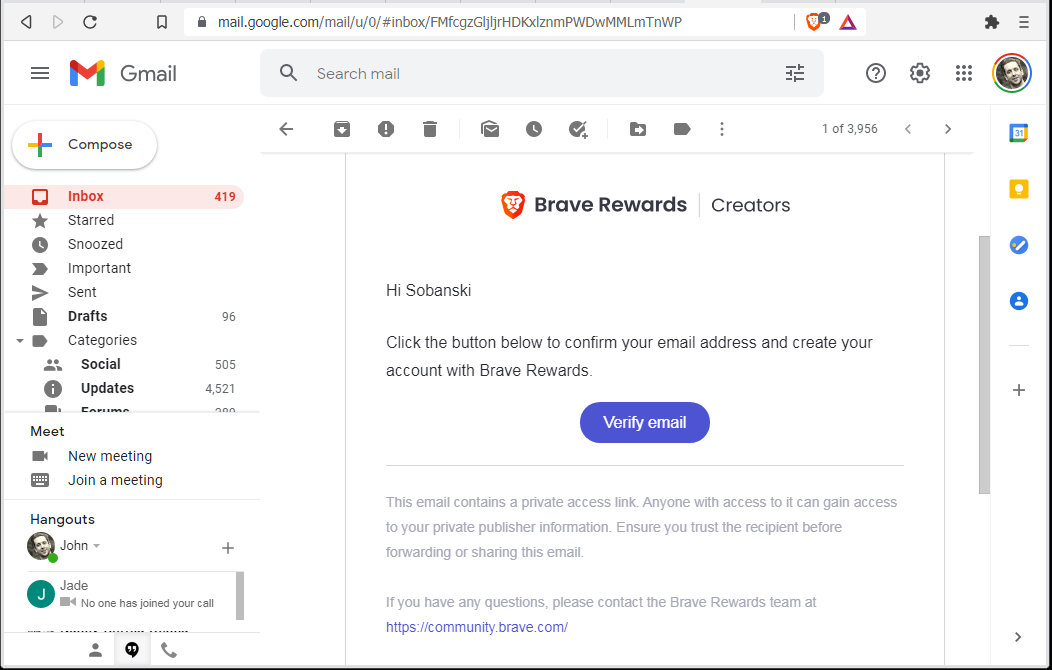 mail.google.com/mail/u/0/#inbox/FMfcgzGljljrHDKxlznmPWDwMMLmTnWP
1
Gmail
Search mail
Compose
1 of 3,956
31
Inbox 419
Starred
Snoozed
Important
Sent
Drafts 96
Categories
Social 505
Updates 4,521
Forums 289
Meet
New meeting
Join a meeting
Hangouts
John
J
Jade
No one has joined your call
Brave Rewards | Creators
Hi Sobanski
Click the button below to confirm your email address and create your
account with Brave Rewards.
Verify email
This email contains a private access link. Anyone with access to it can gain access
to your private publisher information. Ensure you trust the recipient before
forwarding or sharing this email.
If you have any questions, please contact the Brave Rewards team at
https://community.brave.com/